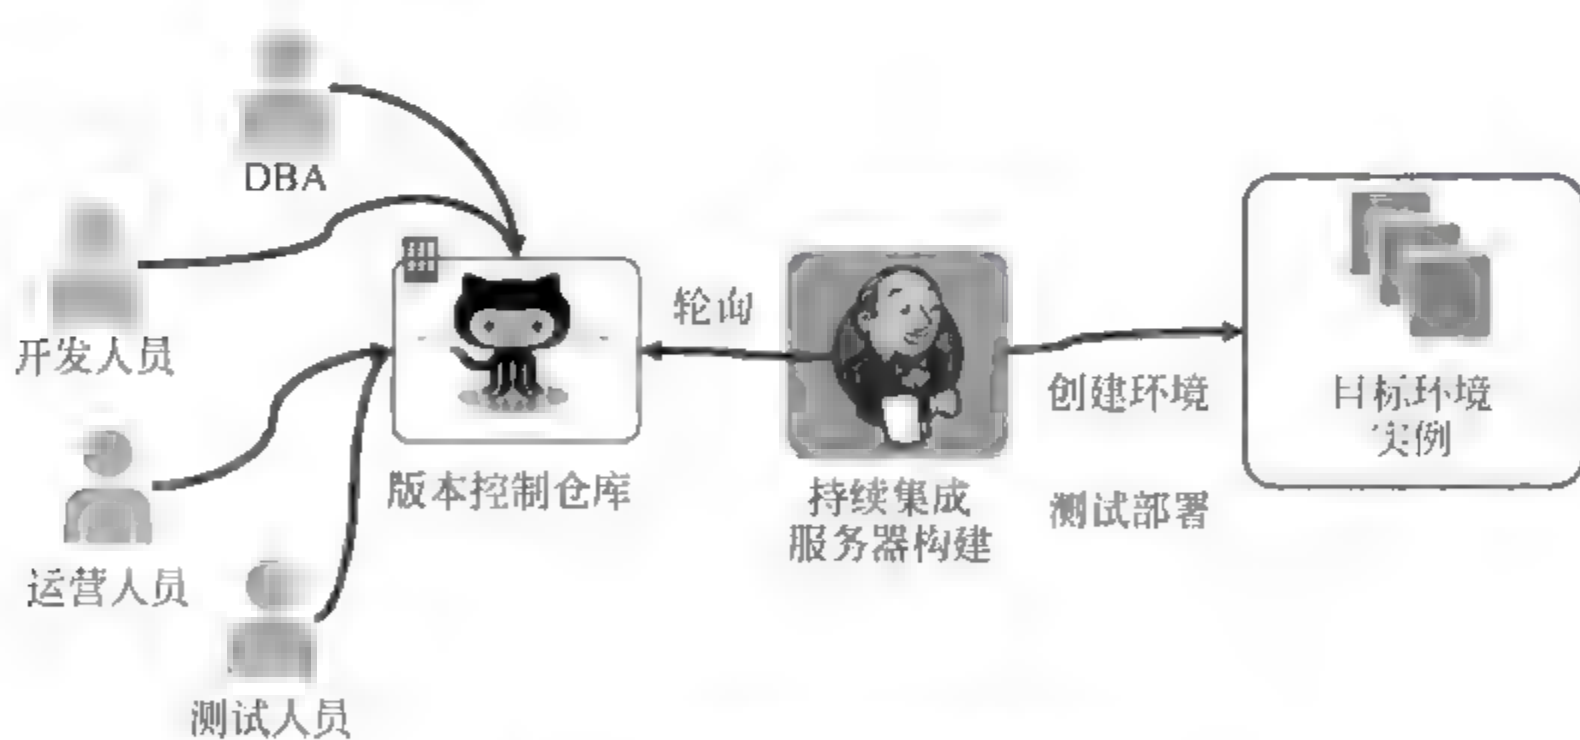 DBA
开发人员
轮询
创建环境
目标环境
实例
版本控制仓库
持续集成
服务器构建
测试部署
运营人员
测试人员